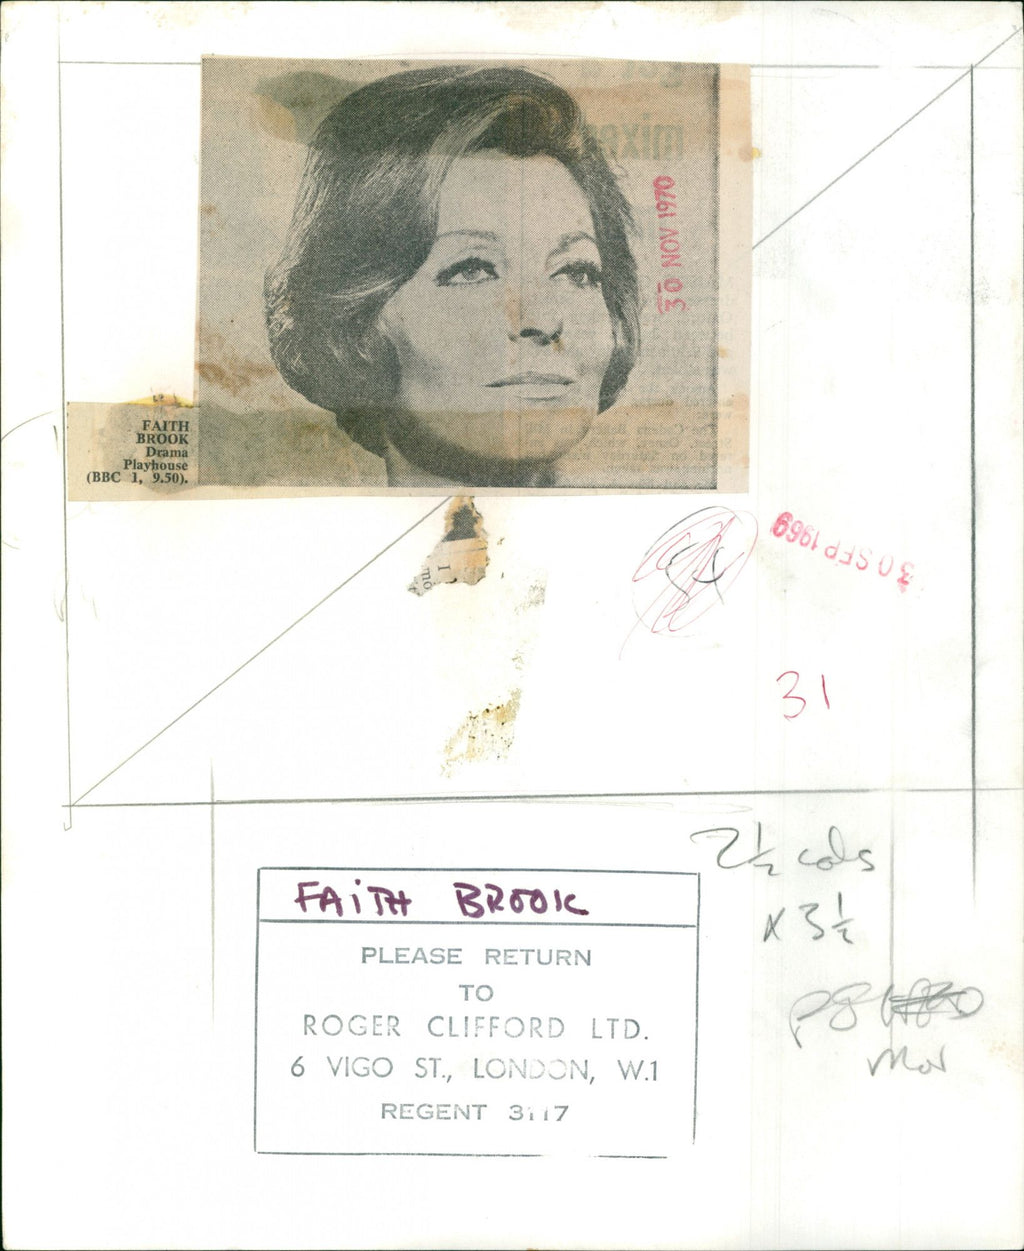 mixe
30 NOV 1970
FAITH
BROOK
Drama
Playhouse
(BBC 1, 9.50).
30 SEP 1969
31
2½ cols
x 3½
FAITH BROOK
PLEASE RETURN
TO
ROGER CLIFFORD LTD.
6 VIGO ST., LONDON, W.1
REGENT 3117